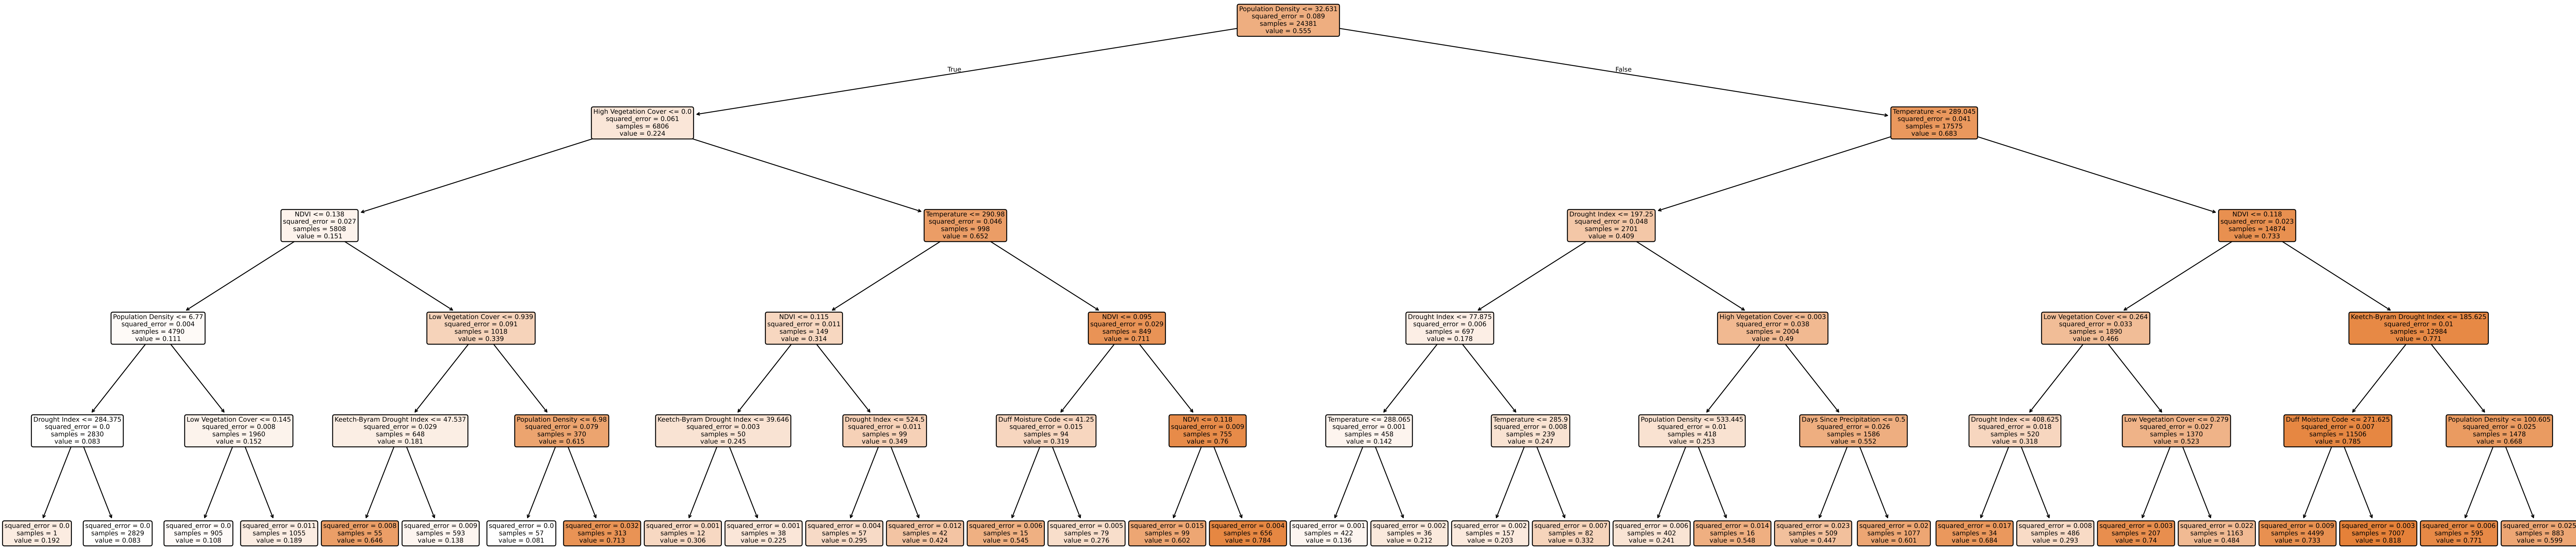 Population Density <= 32.631
squared_error = 0.089
samples = 24381
value = 0.555
True
False
High Vegetation Cover <= 0.0
squared_error = 0.061
samples = 6806
value = 0.224
Temperature <= 289.045
squared_error = 0.041
samples = 17575
value = 0.683
NDVI <= 0.138
squared_error = 0.027
samples = 5808
value = 0.151
Temperature <= 290.98
squared_error = 0.046
samples = 998
value = 0.652
Drought Index <= 197.25
squared_error = 0.048
samples = 2701
value = 0.409
NDVI <= 0.118
squared_error = 0.023
samples = 14874
value = 0.733
Population Density <= 6.77
squared_error = 0.004
samples = 4790
value = 0.111
Low Vegetation Cover <= 0.939
squared_error = 0.091
samples = 1018
value = 0.339
NDVI <= 0.115
squared_error = 0.011
samples = 149
value = 0.314
NDVI <= 0.095
squared_error = 0.029
samples = 849
value = 0.711
Drought Index <= 77.875
squared_error = 0.006
samples = 697
value = 0.178
High Vegetation Cover <= 0.003
squared_error = 0.038
samples = 2004
value = 0.49
Low Vegetation Cover <= 0.264
squared_error = 0.033
samples = 1890
value = 0.466
Keetch-Byram Drought Index <= 185.625
squared_error = 0.01
samples = 12984
value = 0.771
Drought Index <= 284.375
squared_error = 0.0
samples = 2830
value = 0.083
Low Vegetation Cover <= 0.145
squared_error = 0.008
samples = 1960
value = 0.152
Keetch-Byram Drought Index <= 47.537
squared_error = 0.029
samples = 648
value = 0.181
Population Density <= 6.98
squared_error = 0.079
samples = 370
value = 0.615
Keetch-Byram Drought Index <= 39.646
squared_error = 0.003
samples = 50
value = 0.245
Drought Index <= 524.5
squared_error = 0.011
samples = 99
value = 0.349
Duff Moisture Code <= 41.25
squared_error = 0.015
samples = 94
value = 0.319
NDVI <= 0.118
squared_error = 0.009
samples = 755
value = 0.76
Temperature <= 288.065
squared_error = 0.001
samples = 458
value = 0.142
Temperature <= 285.9
squared_error = 0.008
samples = 239
value = 0.247
Population Density <= 533.445
squared_error = 0.01
samples = 418
value = 0.253
Days Since Precipitation <= 0.5
squared_error = 0.026
samples = 1586
value = 0.552
Drought Index <= 408.625
squared_error = 0.018
samples = 520
value = 0.318
Low Vegetation Cover <= 0.279
squared_error = 0.027
samples = 1370
value = 0.523
Duff Moisture Code <= 271.625
squared_error = 0.007
samples = 11506
value = 0.785
Population Density <= 100.605
squared_error = 0.025
samples = 1478
value = 0.668
squared_error = 0.0
samples = 1
value = 0.192
squared_error = 0.0
samples = 2829
value = 0.083
squared_error = 0.0
samples = 905
value = 0.108
squared_error = 0.011
samples = 1055
value = 0.189
squared_error = 0.008
samples = 55
value = 0.646
squared_error = 0.009
samples = 593
value = 0.138
squared_error = 0.0
samples = 57
value = 0.081
squared_error = 0.032
samples = 313
value = 0.713
squared_error = 0.001
samples = 12
value = 0.306
squared_error = 0.001
samples = 38
value = 0.225
squared_error = 0.004
samples = 57
value = 0.295
squared_error = 0.012
samples = 42
value = 0.424
squared_error = 0.006
samples = 15
value = 0.545
squared_error = 0.005
samples = 79
value = 0.276
squared_error = 0.015
samples = 99
value = 0.602
squared_error = 0.004
samples = 656
value = 0.784
squared_error = 0.001
samples = 422
value = 0.136
squared_error = 0.002
samples = 36
value = 0.212
squared_error = 0.002
samples = 157
value = 0.203
squared_error = 0.007
samples = 82
value = 0.332
squared_error = 0.006
samples = 402
value = 0.241
squared_error = 0.014
samples = 16
value = 0.548
squared_error = 0.023
samples = 509
value = 0.447
squared_error = 0.02
samples = 1077
value = 0.601
squared_error = 0.017
samples = 34
value = 0.684
squared_error = 0.008
samples = 486
value = 0.293
squared_error = 0.003
samples = 207
value = 0.74
squared_error = 0.022
samples = 1163
value = 0.484
squared_error = 0.009
samples = 4499
value = 0.733
squared_error = 0.003
samples = 7007
value = 0.818
squared_error = 0.006
samples = 595
value = 0.771
squared_error = 0.025
samples = 883
value = 0.599